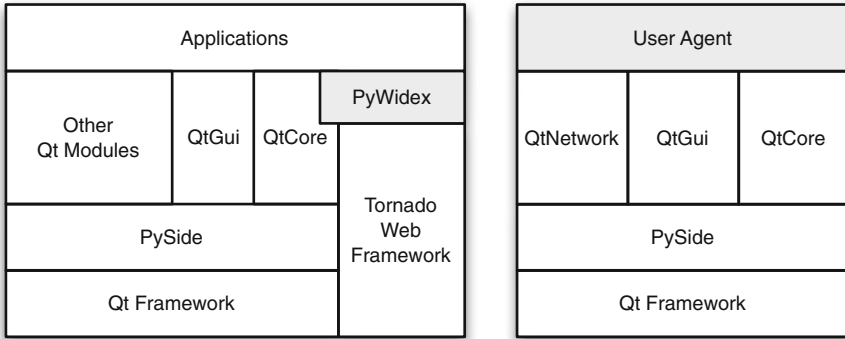 Applications
PyWidex
Other
Qt Modules
QtGui
QtCore
Tornado
Web
Framework
PySide
Qt Framework
User Agent
QtNetwork
QtGui
QtCore
PySide
Qt Framework